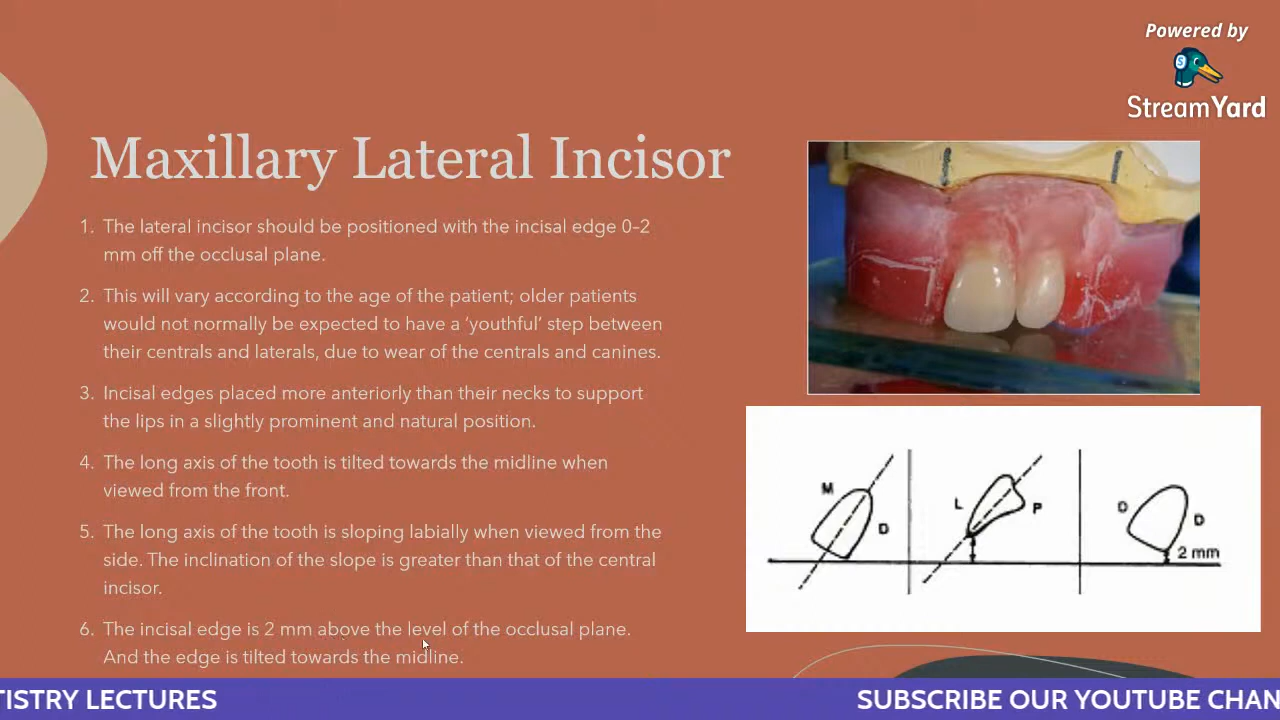 Powered by
StreamYard
Maxillary Lateral Incisor
1. The lateral incisor should be positioned with the incisal edge 0-2
mm off the occlusal plane.
2. This will vary according to the age of the patient; older patients
would not normally be expected to have a ‘youthful’ step between
their centrals and laterals, due to wear of the centrals and canines.
3. Incisal edges placed more anteriorly than their necks to support
the lips in a slightly prominent and natural position.
4. The long axis of the tooth is tilted towards the midline when
viewed from the front.
5. The long axis of the tooth is sloping labially when viewed from the
side. The inclination of the slope is greater than that of the central
incisor.
6. The incisal edge is 2 mm above the level of the occlusal plane.
And the edge is tilted towards the midline.
M
D
L
P
D
D
2 mm
TISTRY LECTURES
SUBSCRIBE OUR YOUTUBE CHAN